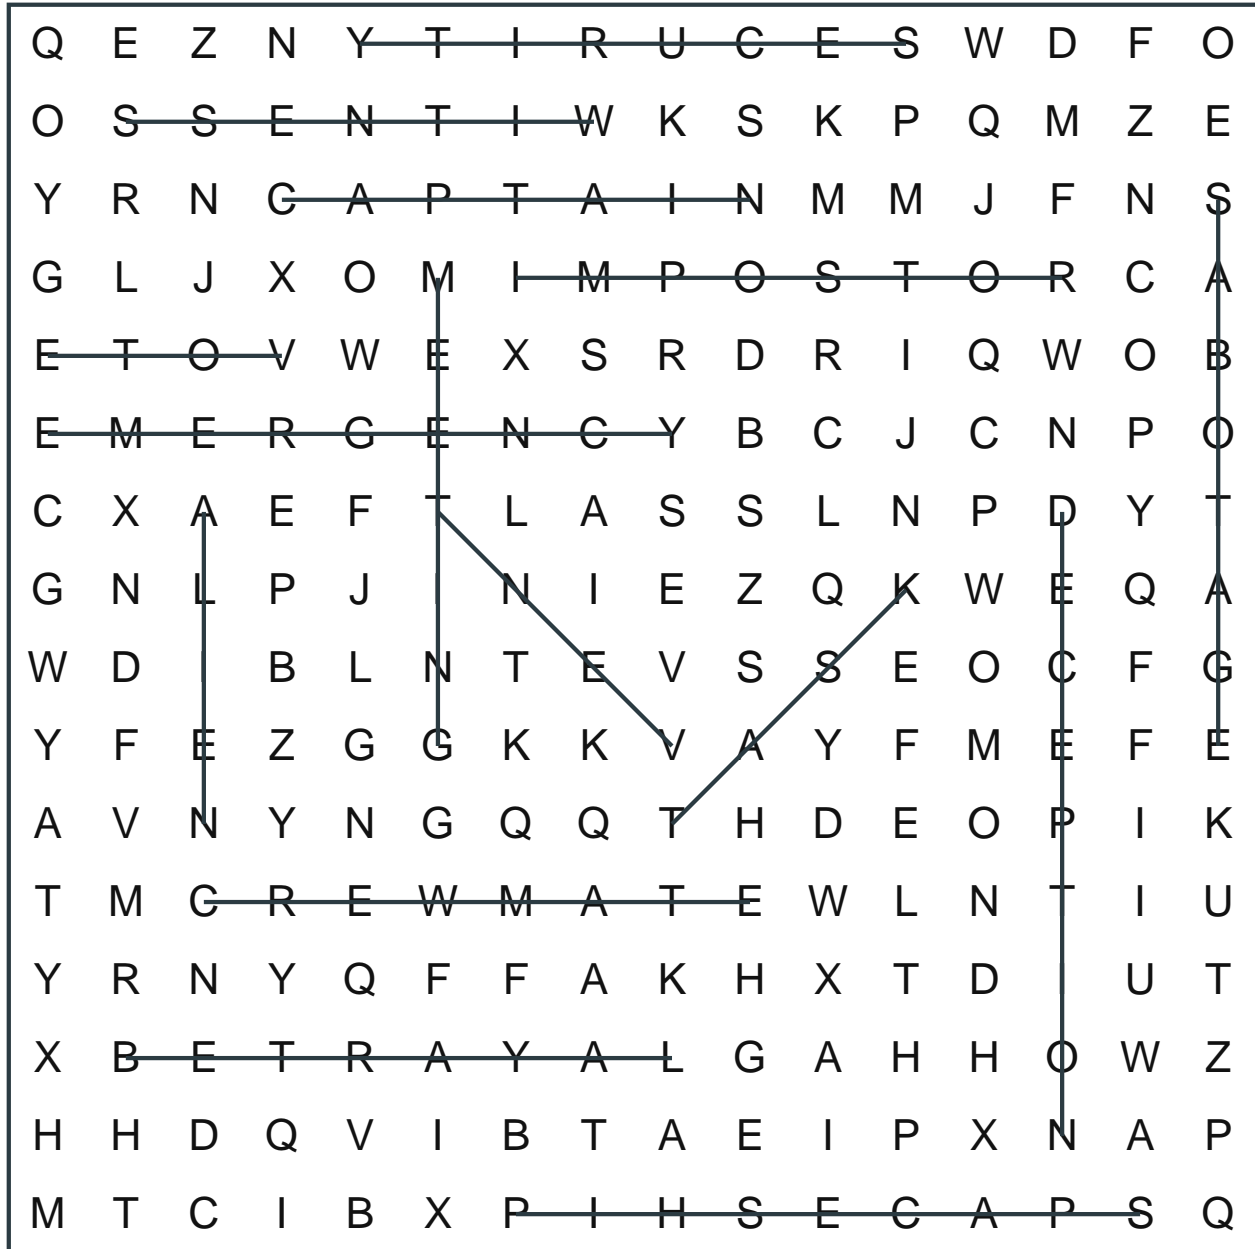 Q E Z N Y T I R U C E S W D F O
O S S E N T I W K S K P Q M Z E
Y R N C A P T A I N M M J F N S
G L J X O M I M P O S T O R C A
E T O V W E X S R D R I Q W O B
E M E R G E N C Y B C J C N P O
C X A E F T L A S S L N P D Y T
G N L P J I N I E Z Q K W E Q A
W D I B L N T E V S S E O C F G
Y F E Z G G K K V A Y F M E F E
A V N Y N G Q Q T H D E O P I K
T M C R E W M A T E W L N T I U
Y R N Y Q F F A K H X T D I U T
X B E T R A Y A L G A H H O W Z
H H D Q V I B T A E I P X N A P
M T C I B X P I H S E C A P S Q